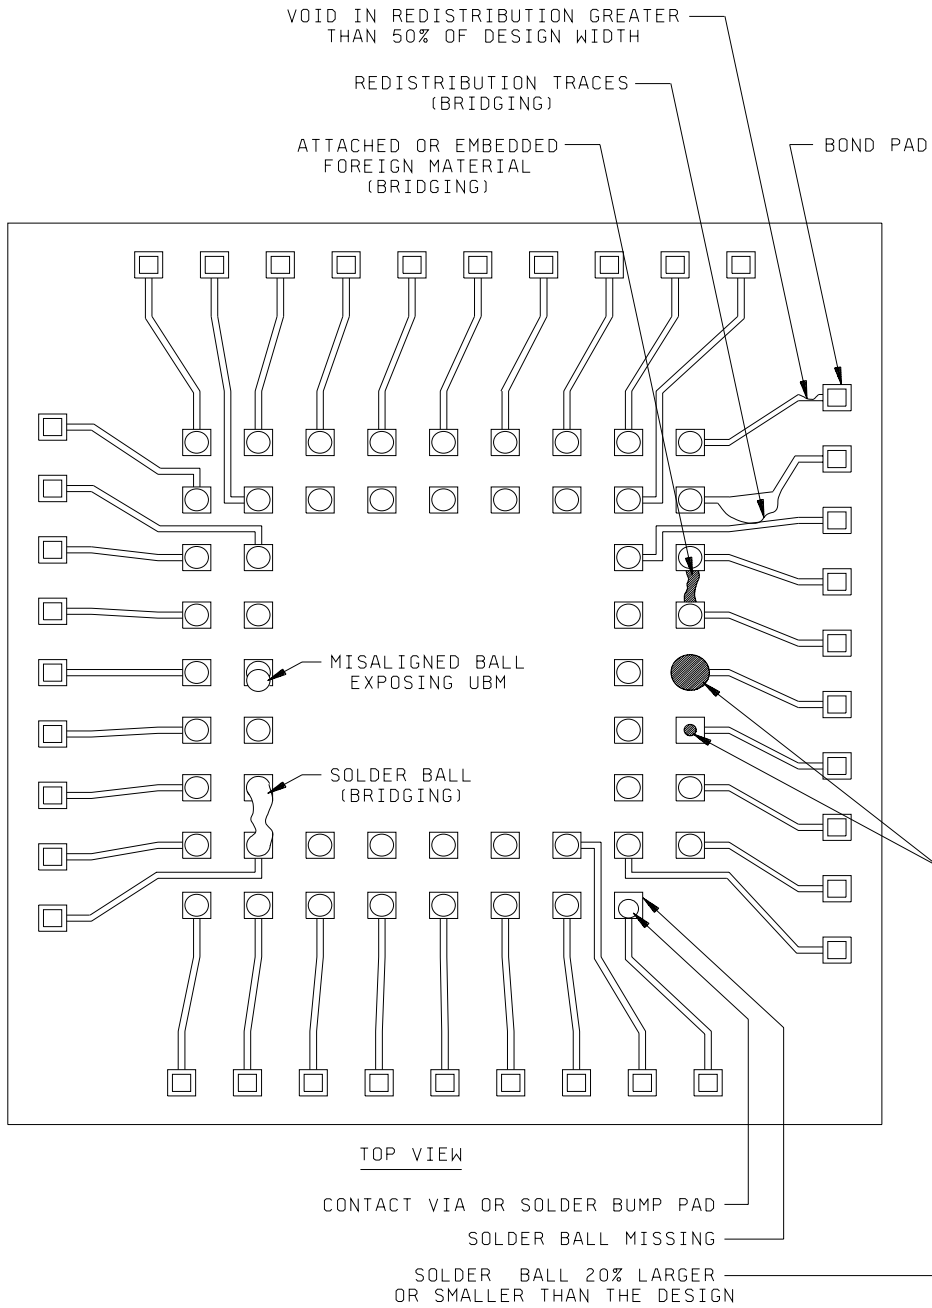 VOID IN REDISTRIBUTION GREATER
THAN 50% OF DESIGN WIDTH
REDISTRIBUTION TRACES
(BRIDGING)
ATTACHED OR EMBEDDED
FOREIGN MATERIAL
(BRIDGING)
BOND PAD
MISALIGNED BALL
EXPOSING UBM
SOLDER BALL
(BRIDGING)
TOP VIEW
CONTACT VIA OR SOLDER BUMP PAD
SOLDER BALL MISSING
SOLDER BALL 20% LARGER
OR SMALLER THAN THE DESIGN